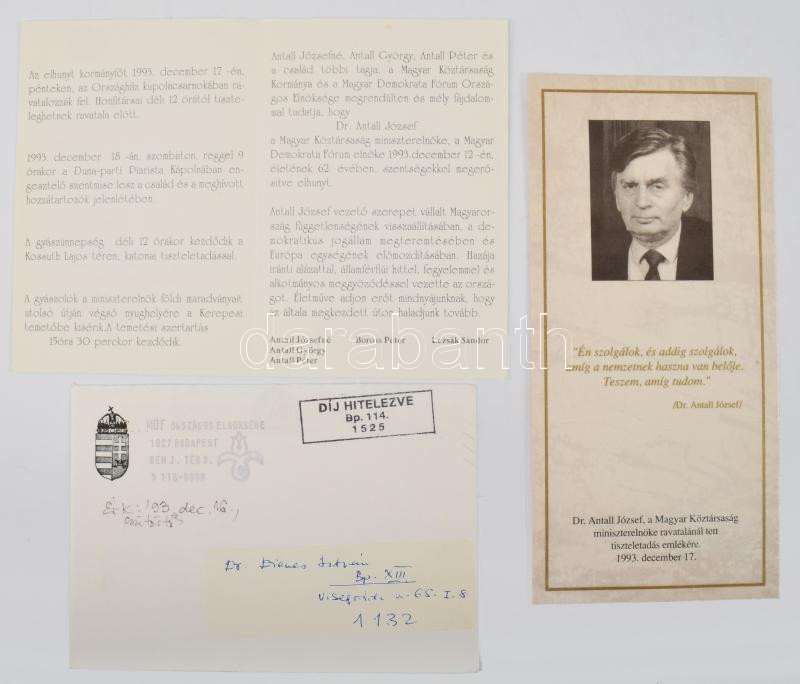 Az elhunyt kormányfőt 1993. december 17 -én,
pénteken, az Országház kupolacsarnokában ra-
vatalozzák fel. Honfitársai déli 12 órától tiszte-
leghetnek ravatala előtt.
1993. december 18 -án, szombaton, reggel 9
órakor a Duna-parti Piarista Kápolnában en-
gesztelő szentmise lesz a család és a meghívott
hozzátartozók jelenlétében.
A gyászünnepség déli 12 órakor kezdődik a
Kossuth Lajos téren, katonai tiszteletadással.
A gyászolók a miniszterelnök földi maradványait
utolsó útján végső nyughelyére a Kerepesi
temetőbe kísérik.A temetési szertartás
15óra 30 perckor kezdődik.
Antall Józsefné, Antall György, Antall Péter és
a család többi tagja, a Magyar Köztársaság
Kormánya és a Magyar Demokrata Fórum Orszá-
gos Elnöksége megrendülten és mély fájdalom-
mal tudatja, hogy
Dr. Antall József
a Magyar Köztársaság miniszterelnöke, a Magyar
Demokrata Fórum elnöke 1993.december 12-én,
életének 62. évében, szentségekkel megerő-
sítve elhunyt.
Antall József vezető szerepet vállalt Magyaror-
szág függetlenségének visszaállításában, a de-
mokratikus jogállam megteremtésében és
Európa egységének előmozdításában. Hazája
iránti alázattal, államférfiúi hittel, fegyelemmel és
alkotmányos meggyőződéssel vezette az orszá-
got. Életműve adjon erőt mindnyájunknak, hogy
az általa megkezdett úton haladjunk tovább.
Antall Józsefné Boross Péter Lezsák Sándor
Antall György
Antall Péter
darabanth
"Én szolgálok, és addig szolgálok,
amíg a nemzetnek haszna van belőle.
Teszem, amíg tudom."
/Dr. Antall József/
Dr. Antall József, a Magyar Köztársaság
miniszterelnöke ravatalánál tett
tiszteletadás emlékére.
1993. december 17.
MDF ORSZÁGOS ELNÖKSÉGE
1027 BUDAPEST
BEM J. TÉR 3.
DÍJ HITELEZVE
Bp. 114.
1525
Érk: '93. dec. 16.,
csütörtök
Dr. Dienes István
Bp. XIII
Visegrádi u. 65. I. 8
1132